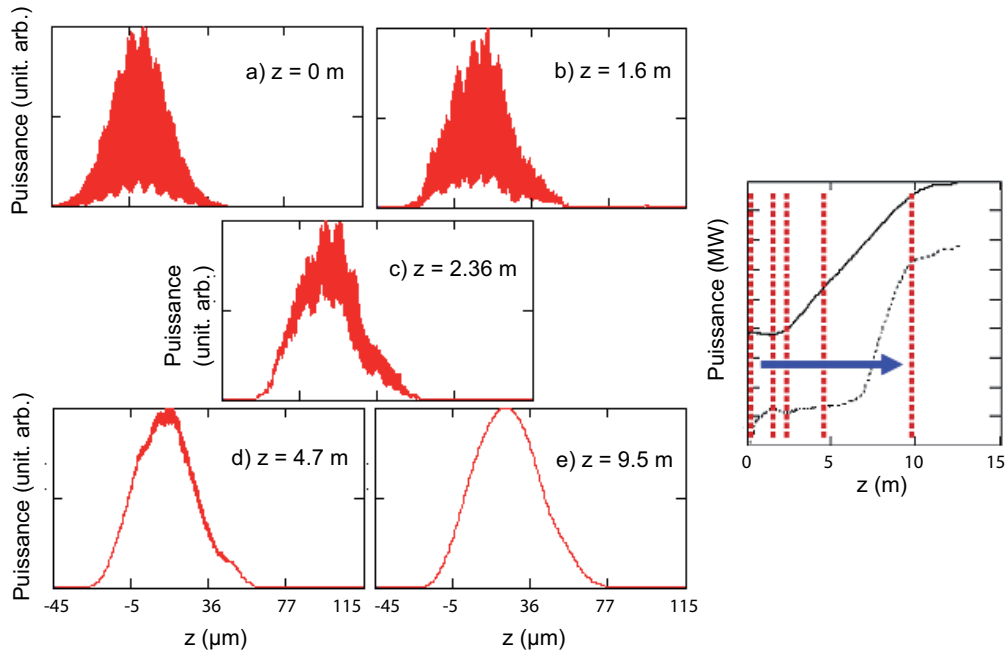 Puissance (unit. arb.)
a) z = 0 m
b) z = 1.6 m
Puissance
(unit. arb.)
c) z = 2.36 m
Puissance (unit. arb.)
d) z = 4.7 m
e) z = 9.5 m
-45 -5 36 77 115
-45 -5 36 77 115
z (µm)
z (µm)
Puissance (MW)
0 5 10 15
z (m)